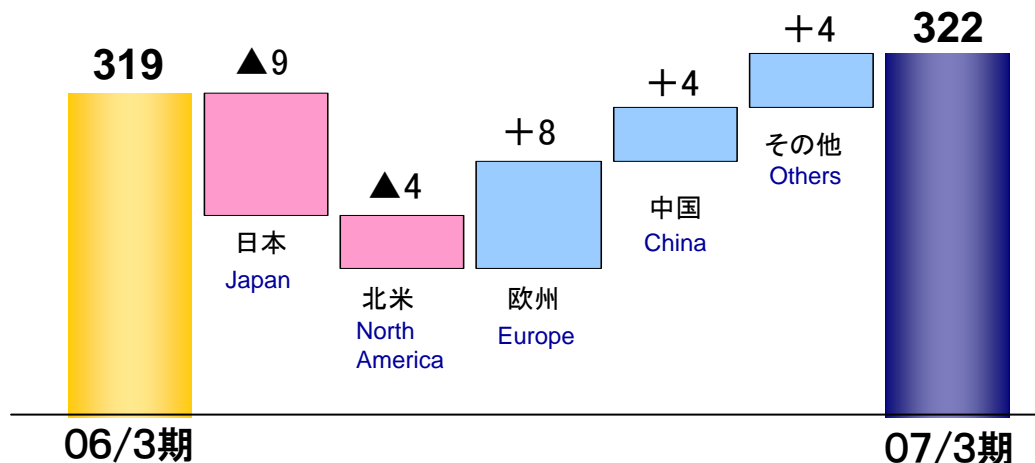 319
▲9
日本
Japan
▲4
北米
North
America
+8
欧州
Europe
+4
中国
China
+4
その他
Others
322
06/3期
07/3期